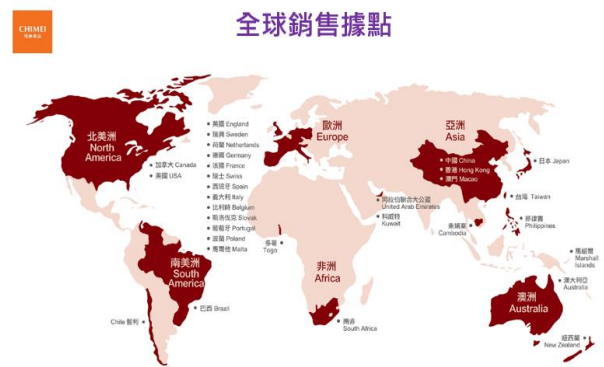 CHIMEI
全球銷售據點
北美洲
North
America
加拿大 Canada
美國 USA
英國 England
瑞典 Sweden
荷蘭 Netherlands
德國 Germany
法國 France
瑞士 Swiss
西班牙 Spain
義大利 Italy
比利時 Belgium
斯洛伐克 Slovak
葡萄牙 Portugal
波蘭 Poland
馬爾他 Malta
歐洲
Europe
亞洲
Asia
中國 China
香港 Hong Kong
澳門 Macao
日本 Japan
台灣 Taiwan
阿拉伯聯合大公國
United Arab Emirates
科威特
Kuwait
柬埔寨
Cambodia
菲律賓
Philippines
多哥
Togo
非洲
Africa
南非
South Africa
南美洲
South
America
巴西 Brazil
Chile 智利
馬紹爾
Marshall
Islands
澳大利亞
Australia
澳洲
Australia
紐西蘭
New Zealand